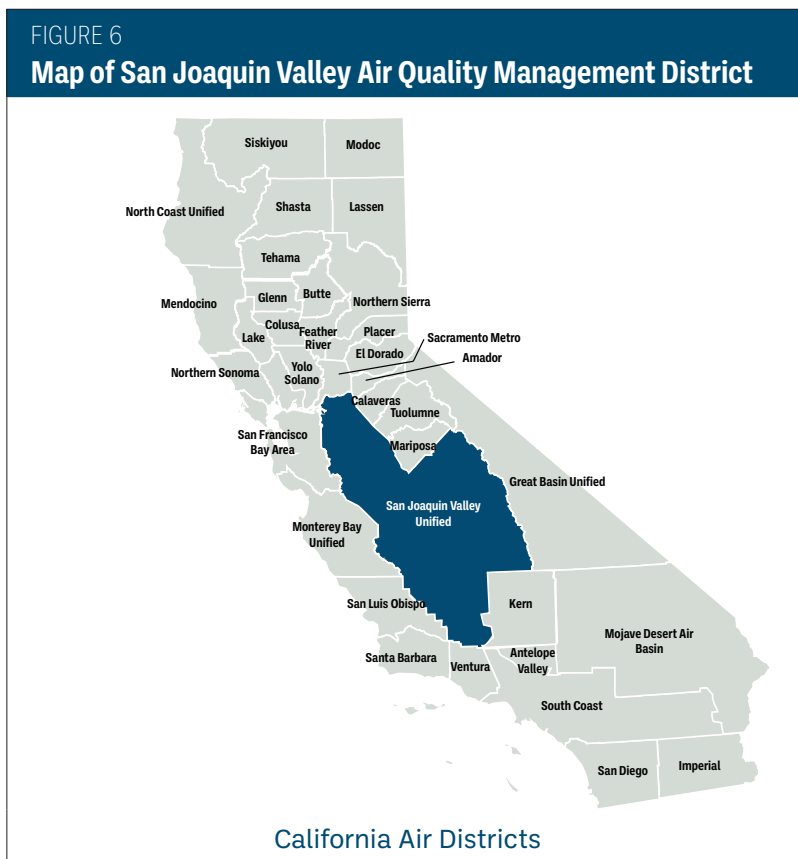 FIGURE 6
Map of San Joaquin Valley Air Quality Management District
Siskiyou
Modoc
North Coast Unified
Shasta
Lassen
Tehama
Mendocino
Glenn
Butte
Northern Sierra
Lake
Colusa
Feather
River
Placer
Sacramento Metro
El Dorado
Amador
Northern Sonoma
Yolo
Solano
Calaveras
Tuolumne
San Francisco
Bay Area
Mariposa
Great Basin Unified
San Joaquin Valley
Unified
Monterey Bay
Unified
San Luis Obispo
Kern
Mojave Desert Air
Basin
Santa Barbara
Ventura
Antelope
Valley
South Coast
San Diego
Imperial
California Air Districts